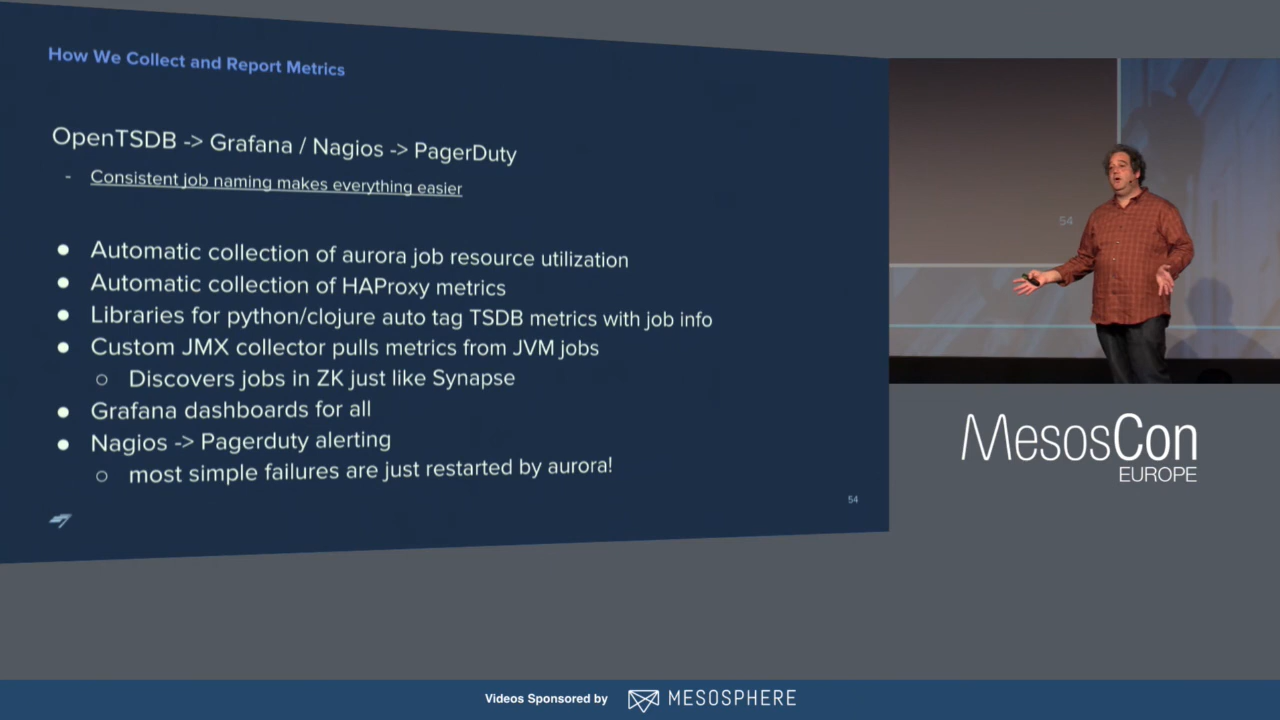 How We Collect and Report Metrics
OpenTSDB -> Grafana / Nagios -> PagerDuty
- Consistent job naming makes everything easier
● Automatic collection of aurora job resource utilization
● Automatic collection of HAProxy metrics
● Libraries for python/clojure auto tag TSDB metrics with job info
● Custom JMX collector pulls metrics from JVM jobs
○ Discovers jobs in ZK just like Synapse
● Grafana dashboards for all
● Nagios -> Pagerduty alerting
○ most simple failures are just restarted by aurora!
54
54
MesosCon
EUROPE
Videos Sponsored by MESOSPHERE